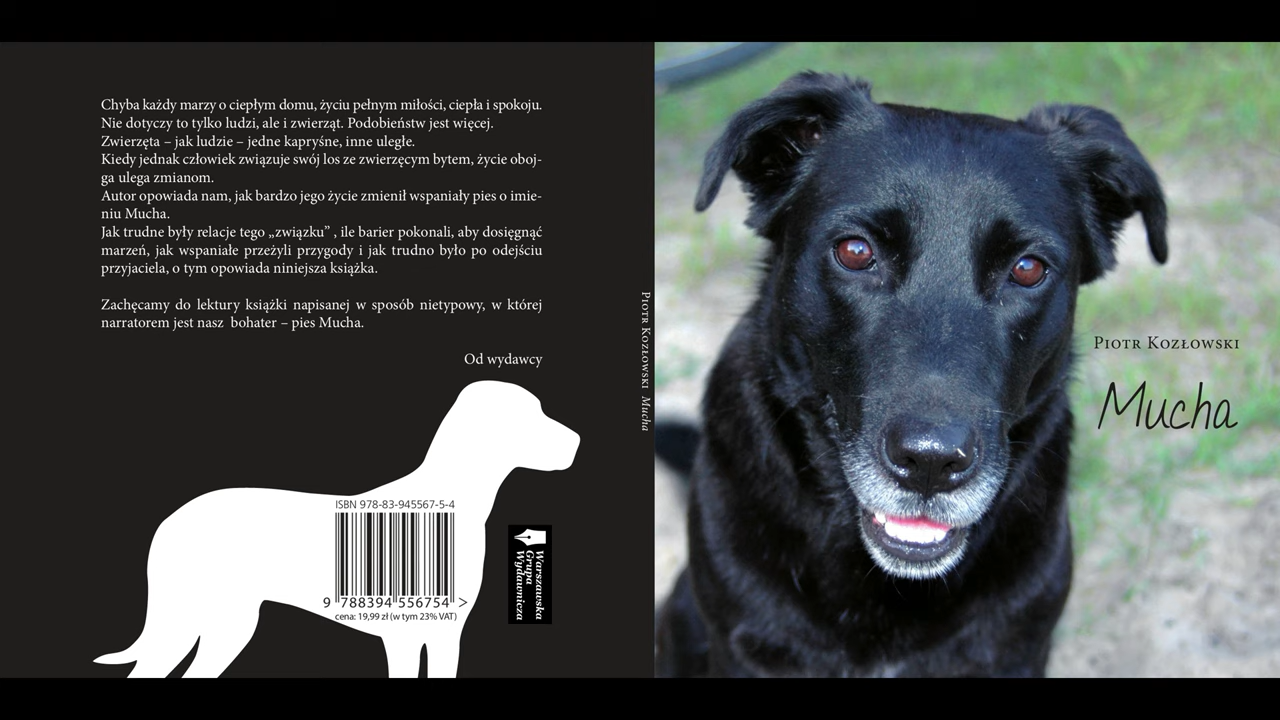 Chyba każdy marzy o ciepłym domu, życiu pełnym miłości, ciepła i spokoju.
Nie dotyczy to tylko ludzi, ale i zwierząt. Podobieństw jest więcej.
Zwierzęta – jak ludzie – jedne kapryśne, inne uległe.
Kiedy jednak człowiek związuje swój los ze zwierzęcym bytem, życie oboj-
ga ulega zmianom.
Autor opowiada nam, jak bardzo jego życie zmienił wspaniały pies o imie-
niu Mucha.
Jak trudne były relacje tego „związku” , ile barier pokonali, aby dosięgnąć
marzeń, jak wspaniałe przeżyli przygody i jak trudno było po odejściu
przyjaciela, o tym opowiada niniejsza książka.
Zachęcamy do lektury książki napisanej w sposób nietypowy, w której
narratorem jest nasz  bohater – pies Mucha.
Od wydawcy
ISBN 978-83-945567-5-4
9 788394 556754 >
cena: 19,99 zł (w tym 23% VAT)
Warszawska
Grupa
Wydawnicza
Piotr Kozłowski Mucha
Piotr Kozłowski
Mucha